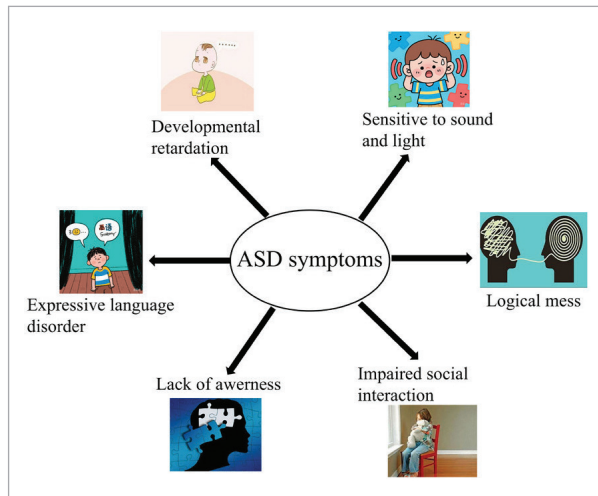 Developmental
retardation
Sensitive to sound
and light
ASD symptoms
Expressive language
disorder
Logical mess
Lack of awerness
Impaired social
interaction